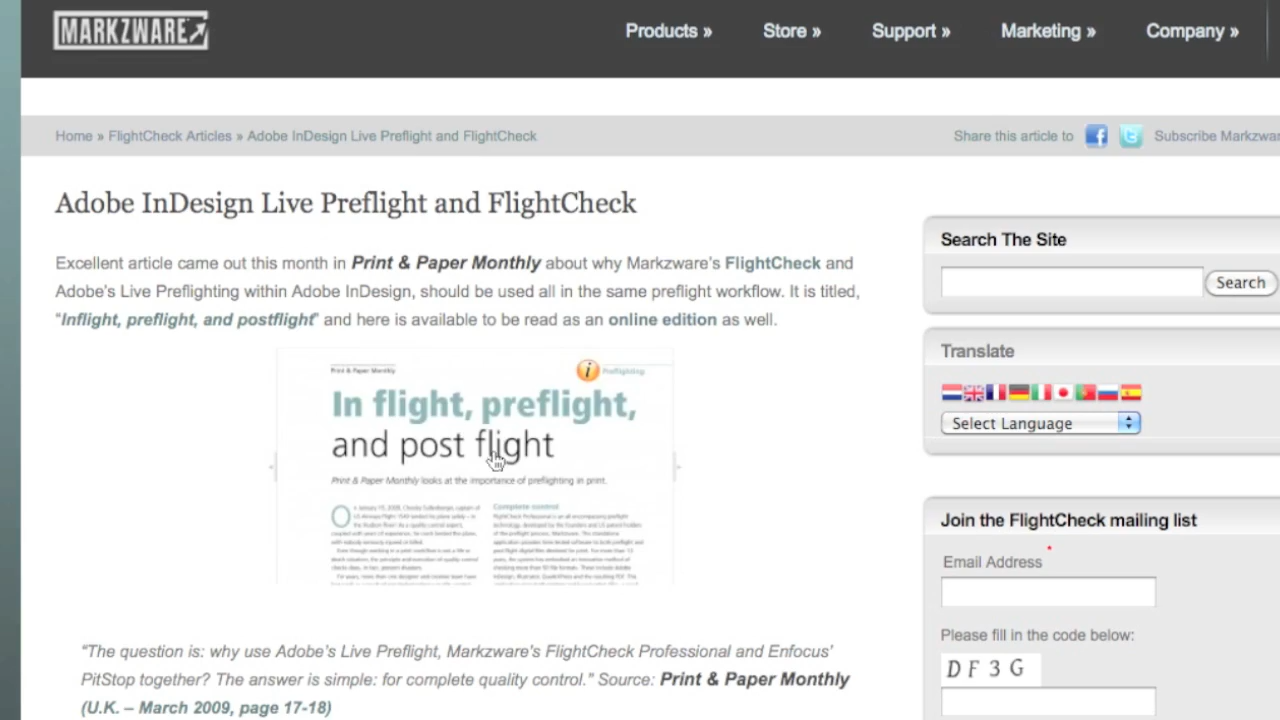 MARKZWARE
Products » Store » Support » Marketing » Company »
Home » FlightCheck Articles » Adobe InDesign Live Preflight and FlightCheck
Share this article to
Subscribe Markzwar
Adobe InDesign Live Preflight and FlightCheck
Excellent article came out this month in Print & Paper Monthly about why Markzware's FlightCheck and
Adobe's Live Preflighting within Adobe InDesign, should be used all in the same preflight workflow. It is titled,
"Inflight, preflight, and postflight" and here is available to be read as an online edition as well.
Print & Paper Monthly
i Preflighting
In flight, preflight,
and post flight
Print & Paper Monthly looks at the importance of preflighting in print.
Complete control
"The question is: why use Adobe's Live Preflight, Markzware's FlightCheck Professional and Enfocus'
PitStop together? The answer is simple: for complete quality control." Source: Print & Paper Monthly
(U.K. – March 2009, page 17-18)
Search The Site
Search
Translate
Select Language
Join the FlightCheck mailing list
*
Email Address
Please fill in the code below:
DF3G